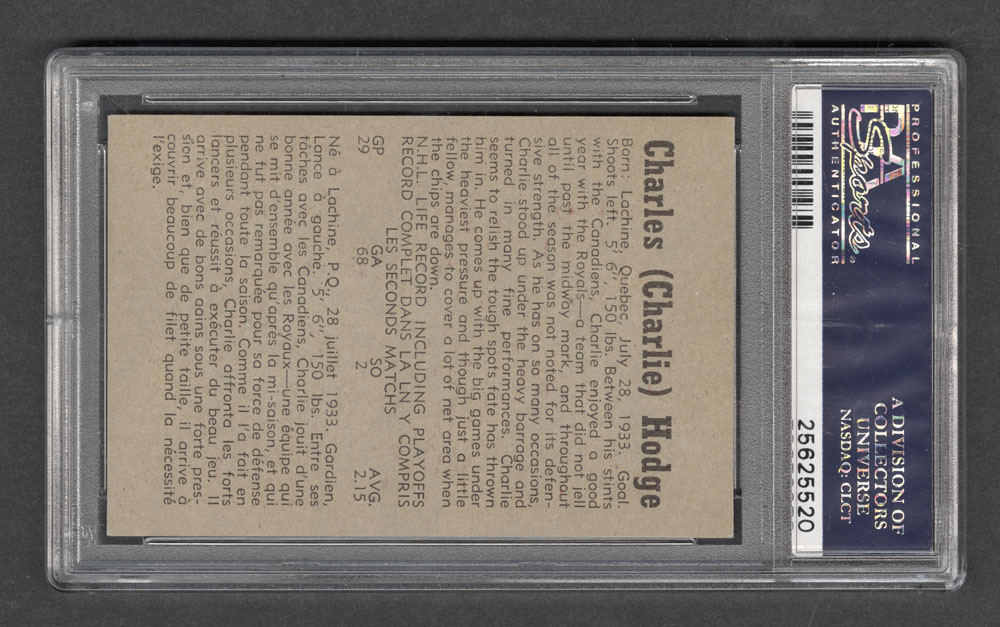 PROFESSIONAL
PSA
Sports®
AUTHENTICATOR
A DIVISION OF
COLLECTORS
UNIVERSE
NASDAQ: CLCT
25625520
Charles (Charlie) Hodge
Born: Lachine, Quebec, July 28, 1933. Goal.
Shoots left. 5' 6", 150 lbs. Between his stints
with the Canadiens, Charlie enjoyed a good
year with the Royals—a team that did not jell
until past the midway mark, and throughout
all of the season was not noted for its defen-
sive strength. As he has on so many occasions,
Charlie stood up under the heavy barrage and
turned in many fine performances. Charlie
seems to relish the tough spots fate has thrown
him in. He comes up with the big games under
the heaviest pressure and though just a little
fellow, manages to cover a lot of net area when
the chips are down.
N.H.L. LIFE RECORD INCLUDING PLAYOFFS
RECORD COMPLET DANS LA LN Y COMPRIS
LES SECONDS MATCHS
GP GA SO AVG.
29 68 2 2.15
Né à Lachine, P.Q., 28 juillet 1933. Gardien.
Lance à gauche. 5' 6", 150 lbs. Entre ses
tâches avec les Canadiens, Charlie jouit d'une
bonne année avec les Royaux—une équipe qui
se mit d'ensemble qu'après la mi-saison, et qui
ne fut pas remarquée pour sa force de défense
pendant toute la saison. Comme il l'a fait en
plusieurs occasions, Charlie affronta les forts
lancers et réussit à exécuter du beau jeu. Il
arrive avec de bons gains sous une forte pres-
sion et, bien que de petite taille, il arrive à
couvrir beaucoup de filet quand la nécessité
l'exige.